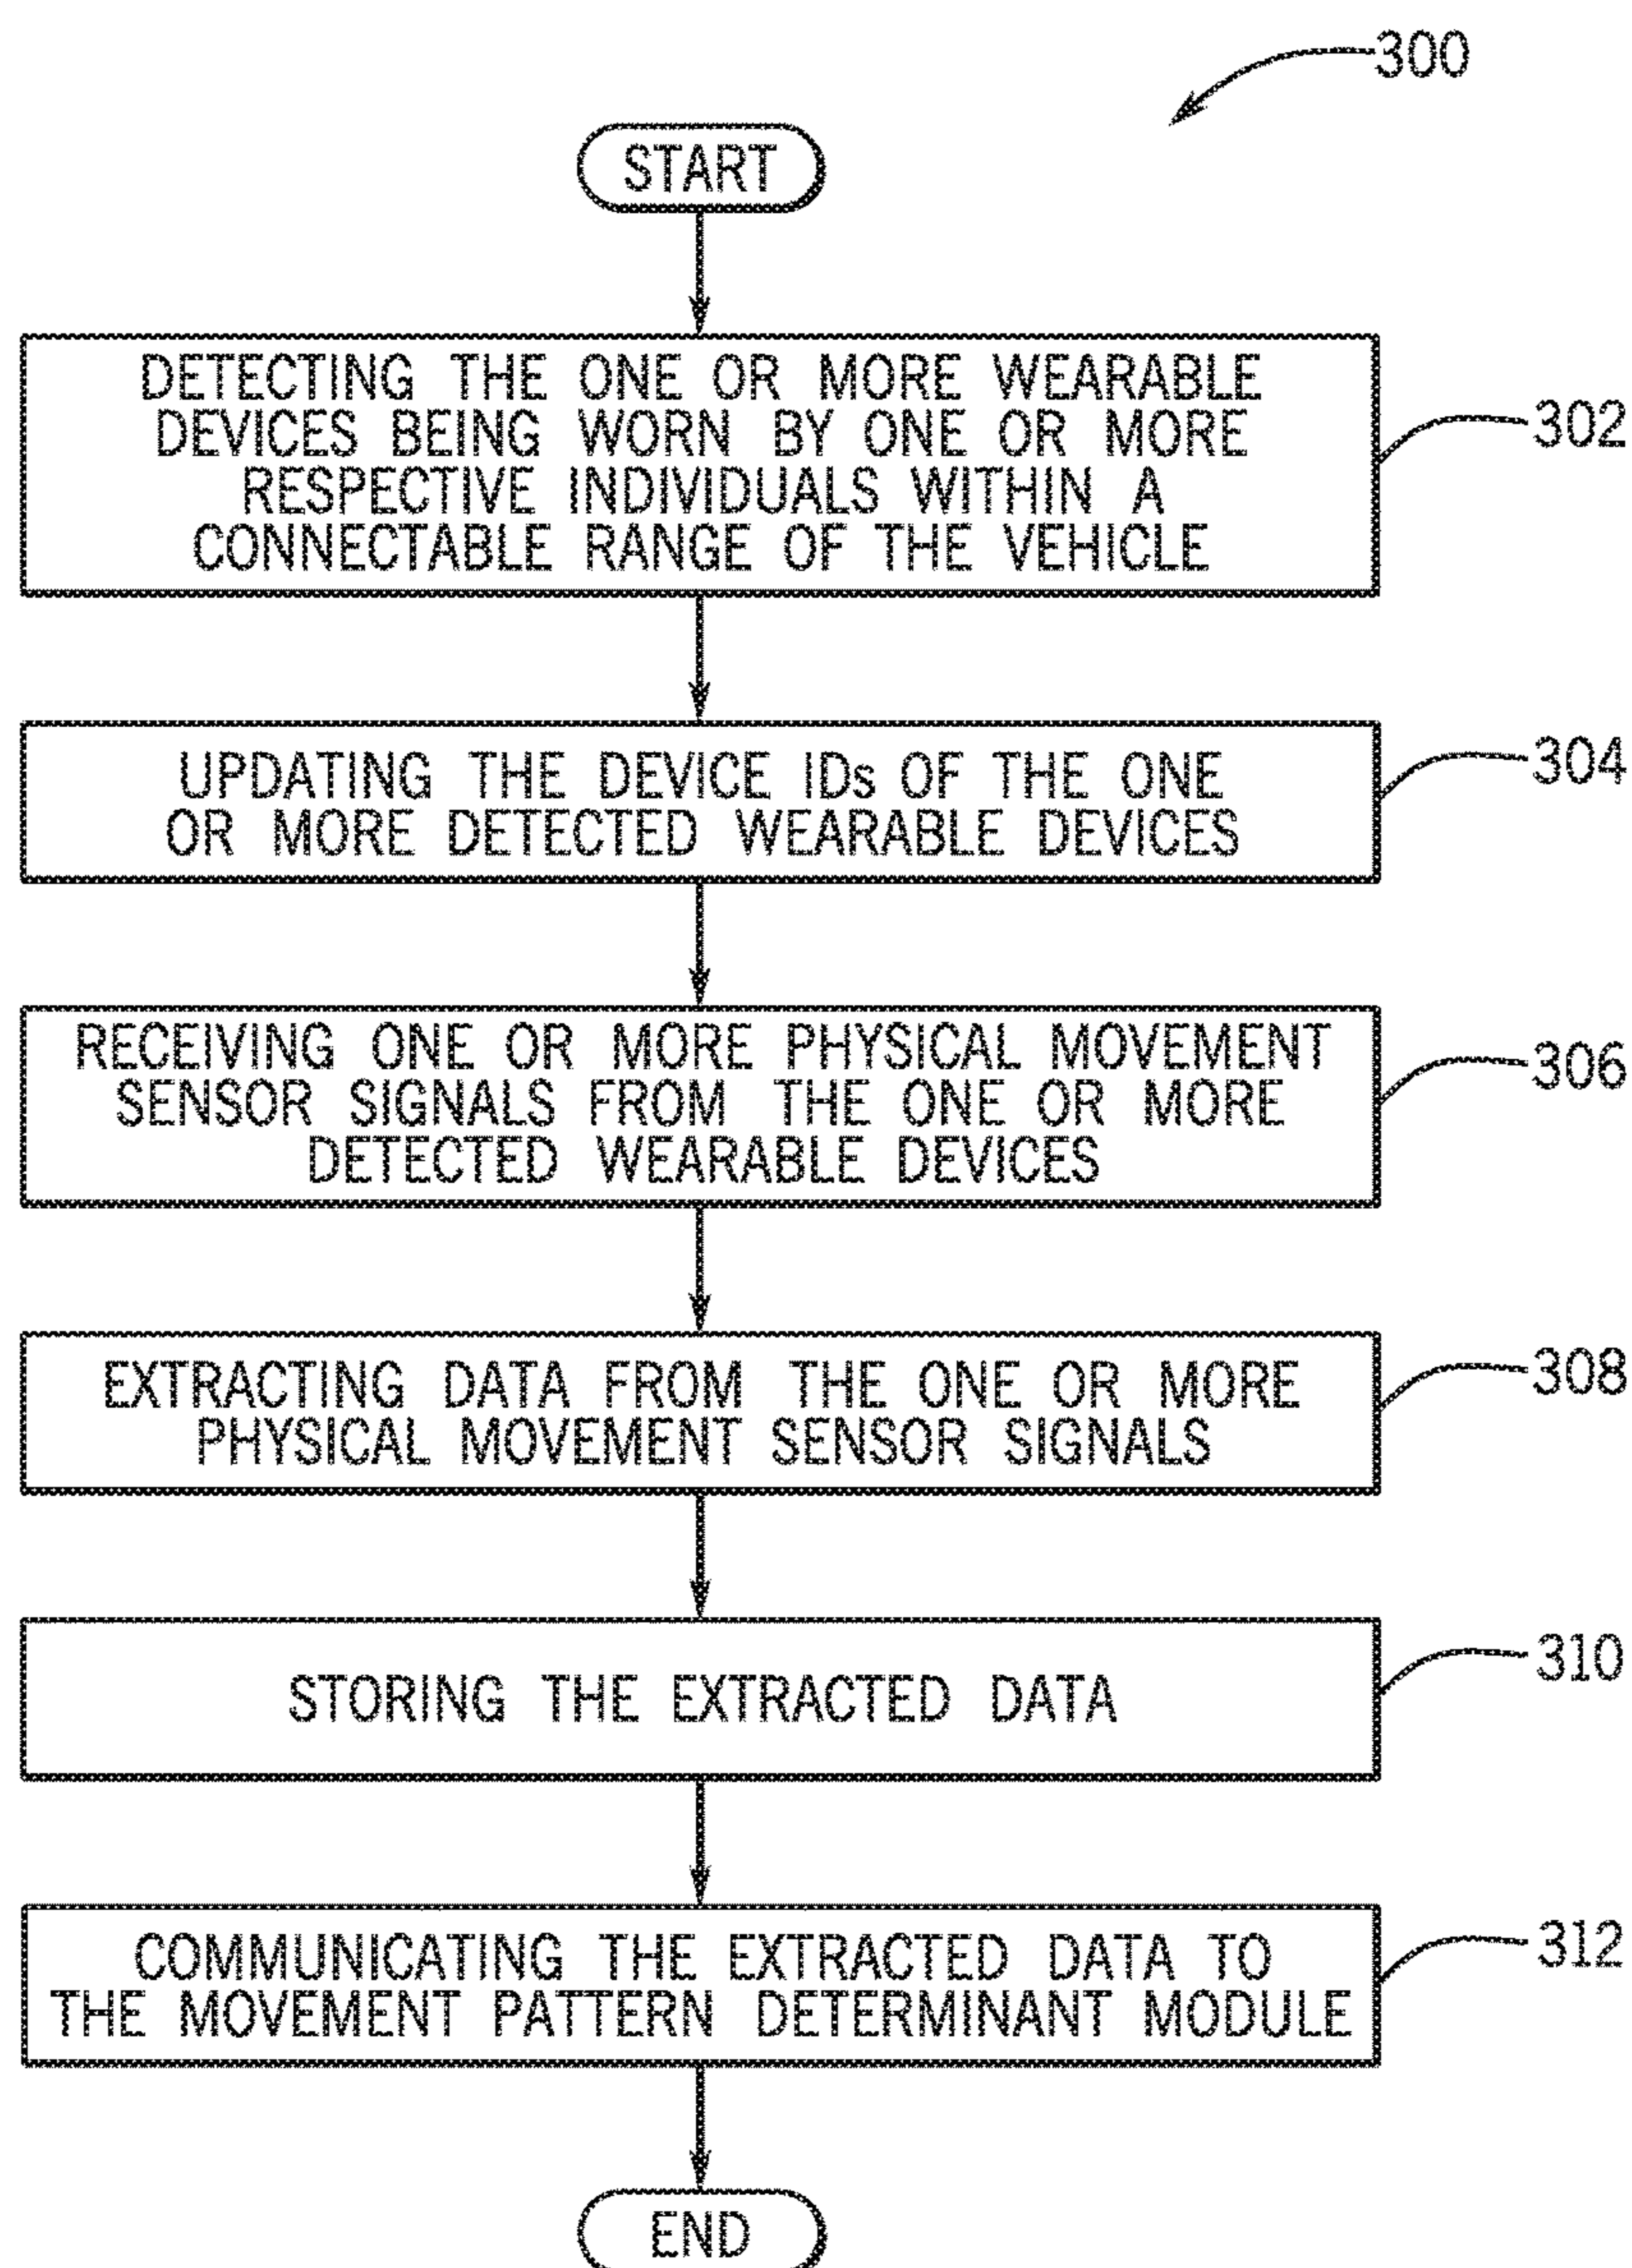 300
START
DETECTING THE ONE OR MORE WEARABLE
DEVICES BEING WORN BY ONE OR MORE
RESPECTIVE INDIVIDUALS WITHIN A
CONNECTABLE RANGE OF THE VEHICLE
302
UPDATING THE DEVICE IDs OF THE ONE
OR MORE DETECTED WEARABLE DEVICES
304
RECEIVING ONE OR MORE PHYSICAL MOVEMENT
SENSOR SIGNALS FROM THE ONE OR MORE
DETECTED WEARABLE DEVICES
306
EXTRACTING DATA FROM THE ONE OR MORE
PHYSICAL MOVEMENT SENSOR SIGNALS
308
STORING THE EXTRACTED DATA
310
COMMUNICATING THE EXTRACTED DATA TO
THE MOVEMENT PATTERN DETERMINANT MODULE
312
END